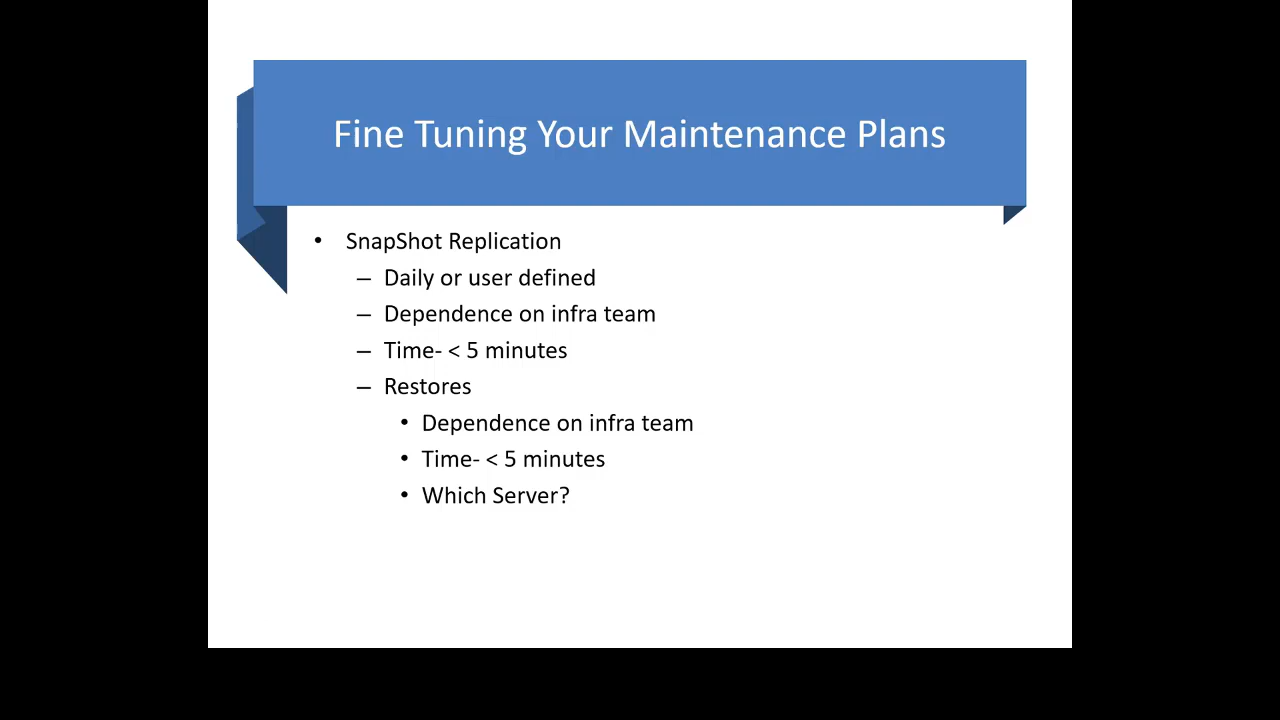 Fine Tuning Your Maintenance Plans
• SnapShot Replication
– Daily or user defined
– Dependence on infra team
– Time- < 5 minutes
– Restores
• Dependence on infra team
• Time- < 5 minutes
• Which Server?